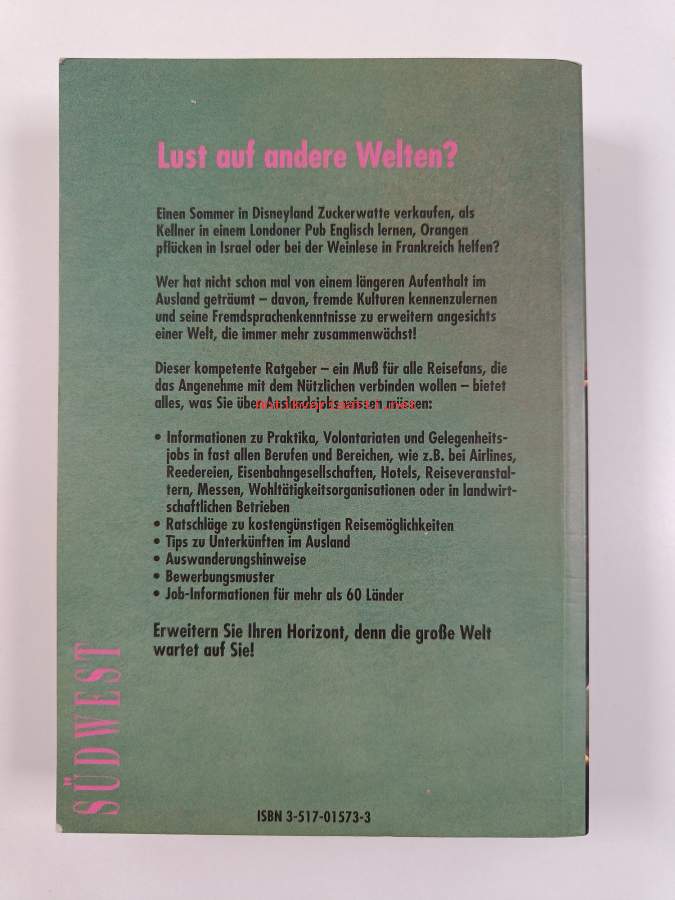 Lust auf andere Welten?
Einen Sommer in Disneyland Zuckerwatte verkaufen, als
Kellner in einem Londoner Pub Englisch lernen, Orangen
pflücken in Israel oder bei der Weinlese in Frankreich helfen?
Wer hat nicht schon mal von einem längeren Aufenthalt im
Ausland geträumt – davon, fremde Kulturen kennenzulernen
und seine Fremdsprachenkenntnisse zu erweitern angesichts
einer Welt, die immer mehr zusammenwächst!
Dieser kompetente Ratgeber – ein Muß für alle Reisefans, die
das Angenehme mit dem Nützlichen verbinden wollen – bietet
alles, was Sie über Auslandsjobs wissen müssen:
• Informationen zu Praktika, Volontariaten und Gelegenheits-
jobs in fast allen Berufen und Bereichen, wie z.B. bei Airlines,
Reedereien, Eisenbahngesellschaften, Hotels, Reiseveranstal-
tern, Messen, Wohltätigkeitsorganisationen oder in landwirt-
schaftlichen Betrieben
• Ratschläge zu kostengünstigen Reisemöglichkeiten
• Tips zu Unterkünften im Ausland
• Auswanderungshinweise
• Bewerbungsmuster
• Job-Informationen für mehr als 60 Länder
Erweitern Sie Ihren Horizont, denn die große Welt
wartet auf Sie!
SÜDWEST
ISBN 3-517-01573-3